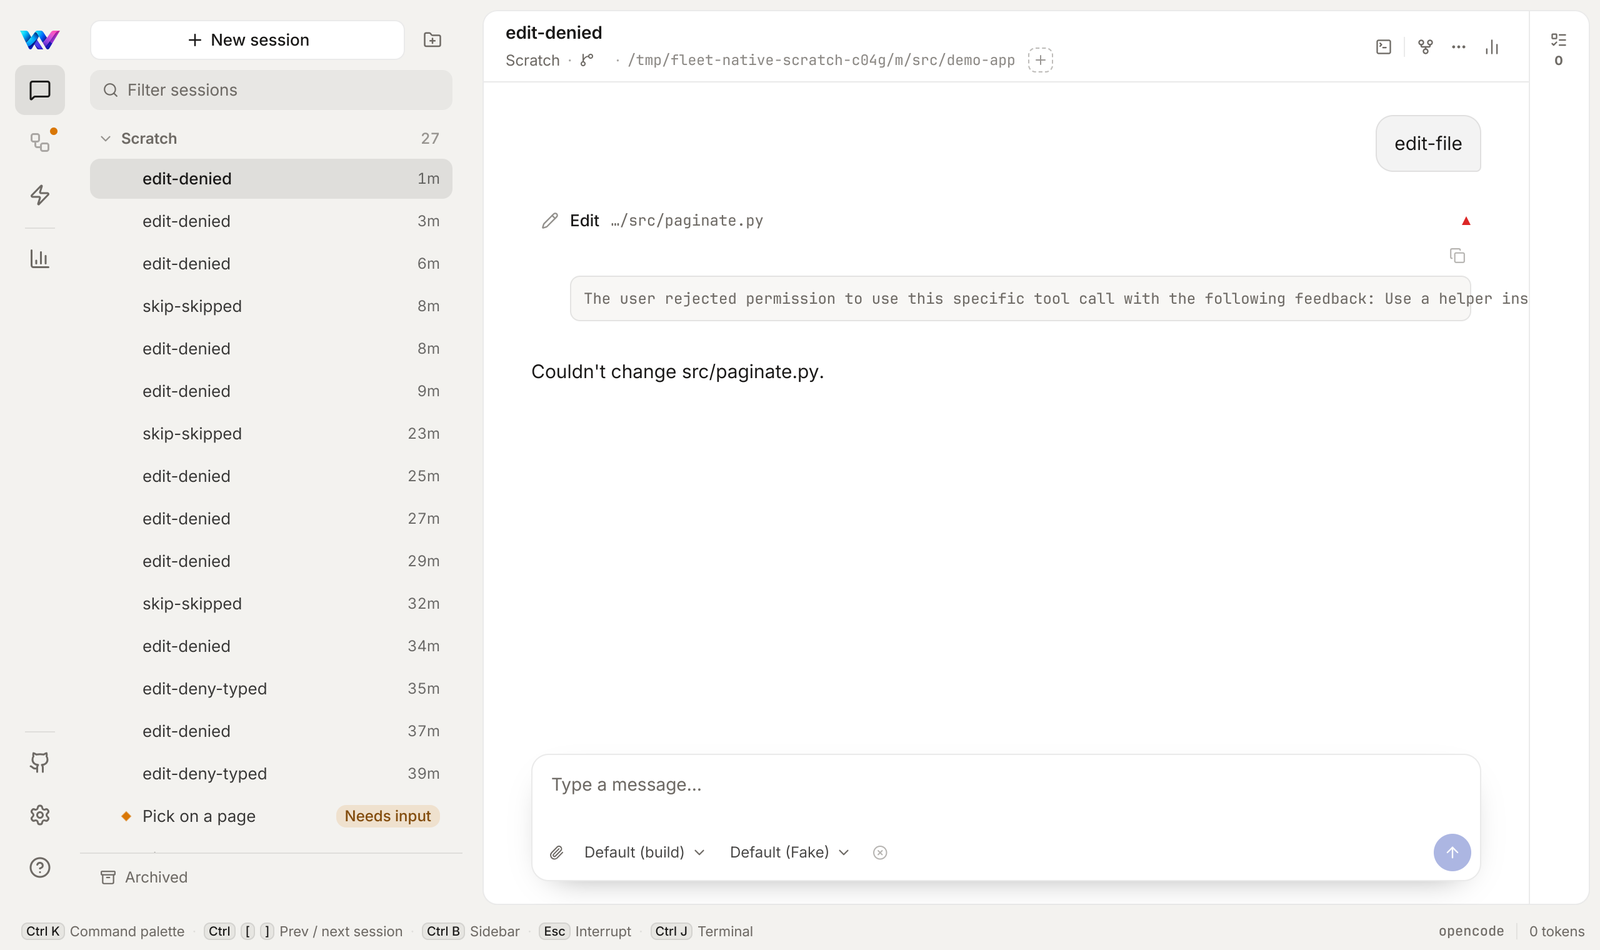 New session
Filter sessions
Scratch 27
edit-denied 1m
edit-denied 3m
edit-denied 6m
skip-skipped 8m
edit-denied 8m
edit-denied 9m
skip-skipped 23m
edit-denied 25m
edit-denied 27m
edit-denied 29m
skip-skipped 32m
edit-denied 34m
edit-deny-typed 35m
edit-denied 37m
edit-deny-typed 39m
Pick on a page Needs input
Archived
edit-denied
Scratch · · /tmp/fleet-native-scratch-c04g/m/src/demo-app
0
edit-file
Edit …/src/paginate.py
The user rejected permission to use this specific tool call with the following feedback: Use a helper ins
Couldn't change src/paginate.py.
Type a message...
Default (build) Default (Fake)
Ctrl K Command palette Ctrl [ ] Prev / next session Ctrl B Sidebar Esc Interrupt Ctrl J Terminal opencode 0 tokens